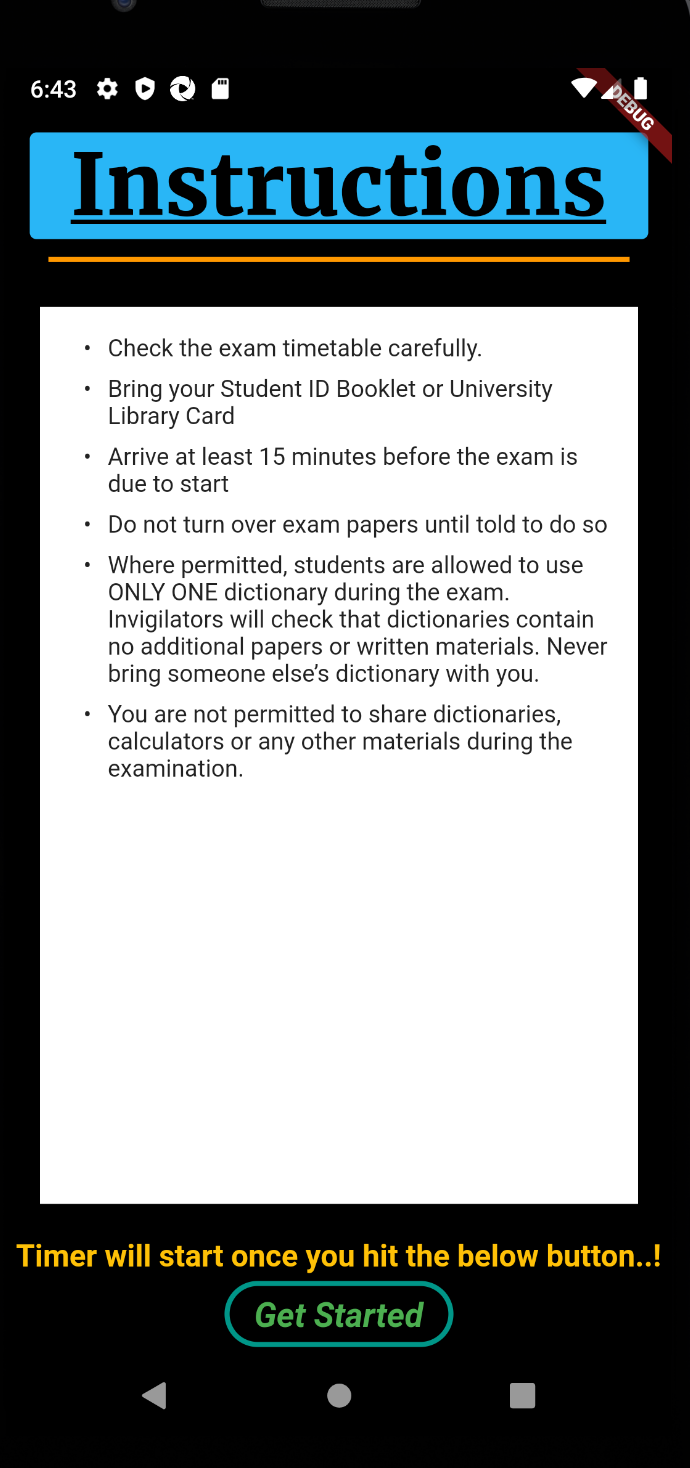 6:43
DEBUG
Instructions
• Check the exam timetable carefully.
• Bring your Student ID Booklet or University
Library Card
• Arrive at least 15 minutes before the exam is
due to start
• Do not turn over exam papers until told to do so
• Where permitted, students are allowed to use
ONLY ONE dictionary during the exam.
Invigilators will check that dictionaries contain
no additional papers or written materials. Never
bring someone else’s dictionary with you.
• You are not permitted to share dictionaries,
calculators or any other materials during the
examination.
Timer will start once you hit the below button..!
Get Started